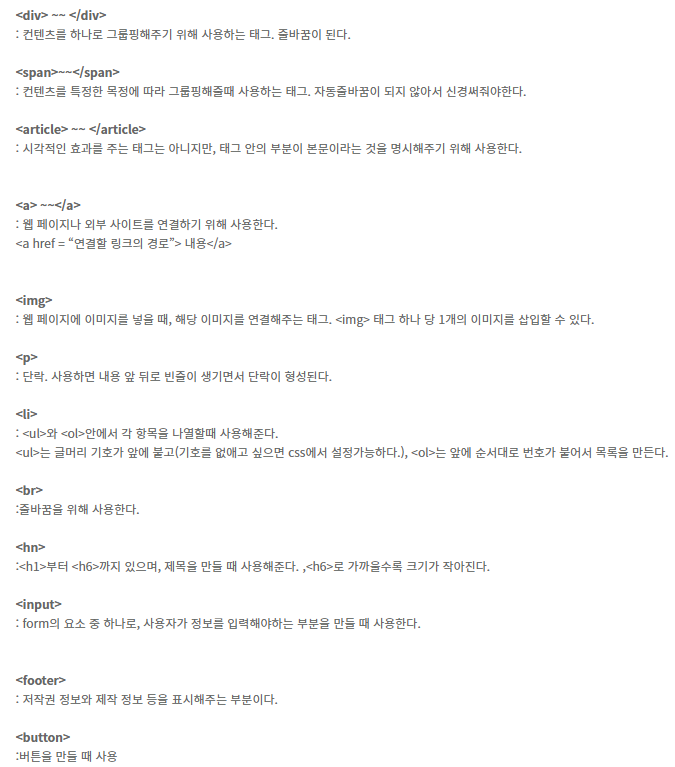 <div> ~~ </div>
: 컨텐츠를 하나로 그룹핑해주기 위해 사용하는 태그. 줄바꿈이 된다.
<span>~~</span>
: 컨텐츠를 특정한 목정에 따라 그룹핑해줄때 사용하는 태그. 자동줄바꿈이 되지 않아서 신경써줘야한다.
<article> ~~ </article>
: 시각적인 효과를 주는 태그는 아니지만, 태그 안의 부분이 본문이라는 것을 명시해주기 위해 사용한다.
<a> ~~</a>
: 웹 페이지나 외부 사이트를 연결하기 위해 사용한다.
<a href = “연결할 링크의 경로”> 내용</a>
<img>
: 웹 페이지에 이미지를 넣을 때, 해당 이미지를 연결해주는 태그. <img> 태그 하나 당 1개의 이미지를 삽입할 수 있다.
<p>
: 단락. 사용하면 내용 앞 뒤로 빈줄이 생기면서 단락이 형성된다.
<li>
: <ul>와 <ol>안에서 각 항목을 나열할때 사용해준다.
<ul>는 글머리 기호가 앞에 붙고(기호를 없애고 싶으면 css에서 설정가능하다.), <ol>는 앞에 순서대로 번호가 붙어서 목록을 만든다.
<br>
:줄바꿈을 위해 사용한다.
<hn>
:<h1>부터 <h6>까지 있으며, 제목을 만들 때 사용해준다. ,<h6>로 가까울수록 크기가 작아진다.
<input>
: form의 요소 중 하나로, 사용자가 정보를 입력해야하는 부분을 만들 때 사용한다.
<footer>
: 저작권 정보와 제작 정보 등을 표시해주는 부분이다.
<button>
:버튼을 만들 때 사용